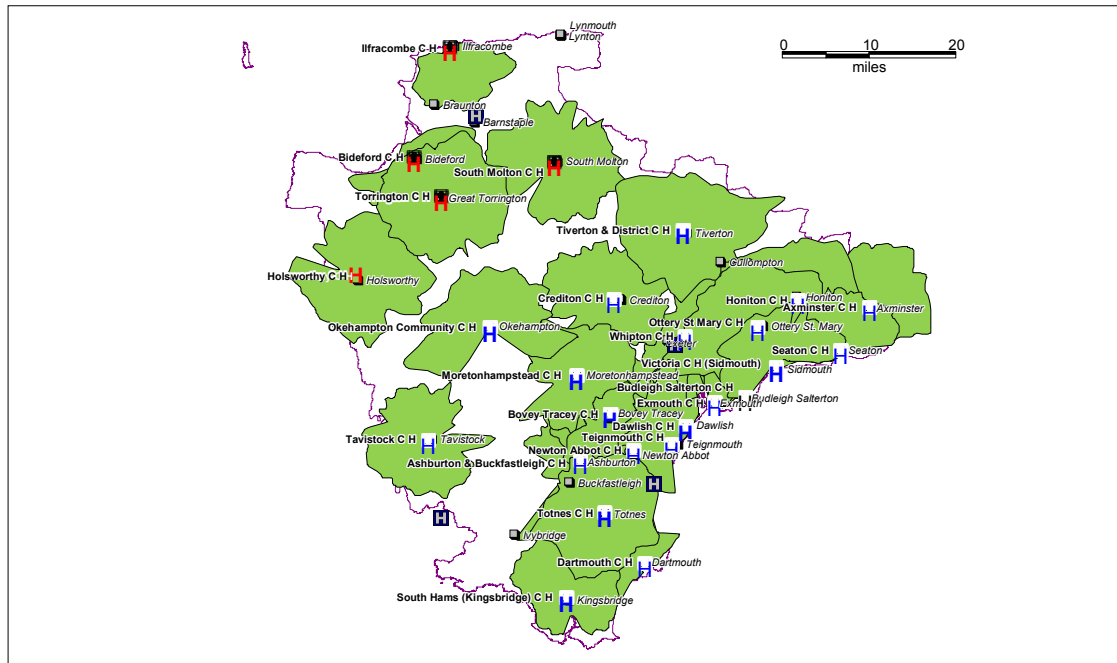 Lynmouth
Lynton
Ilfracombe C H
Ilfracombe
0 10 20
miles
Braunton
H
Barnstaple
Bideford C H
Bideford
South Molton
South Molton C H
Torrington C H
Great Torrington
Tiverton & District C H
Tiverton
Cullompton
Holsworthy C H
Holsworthy
Crediton C H
Crediton
Honiton C H
Honiton
Axminster C H
Axminster
Okehampton Community C H
Okehampton
Ottery St Mary C H
Ottery St. Mary
Whipton C H
Exeter
Seaton C H
Seaton
Victoria C H (Sidmouth)
Sidmouth
Moretonhampstead C H
Moretonhampstead
Budleigh Salterton C H
Budleigh Salterton
Exmouth C H
Exmouth
Bovey Tracey C H
Bovey Tracey
Dawlish C H
Dawlish
Teignmouth C H
Teignmouth
Tavistock C H
Tavistock
Newton Abbot C H
Newton Abbot
Ashburton & Buckfastleigh C H
Ashburton
Buckfastleigh
H
Totnes C H
Totnes
H
Ivybridge
Dartmouth C H
Dartmouth
South Hams (Kingsbridge) C H
Kingsbridge